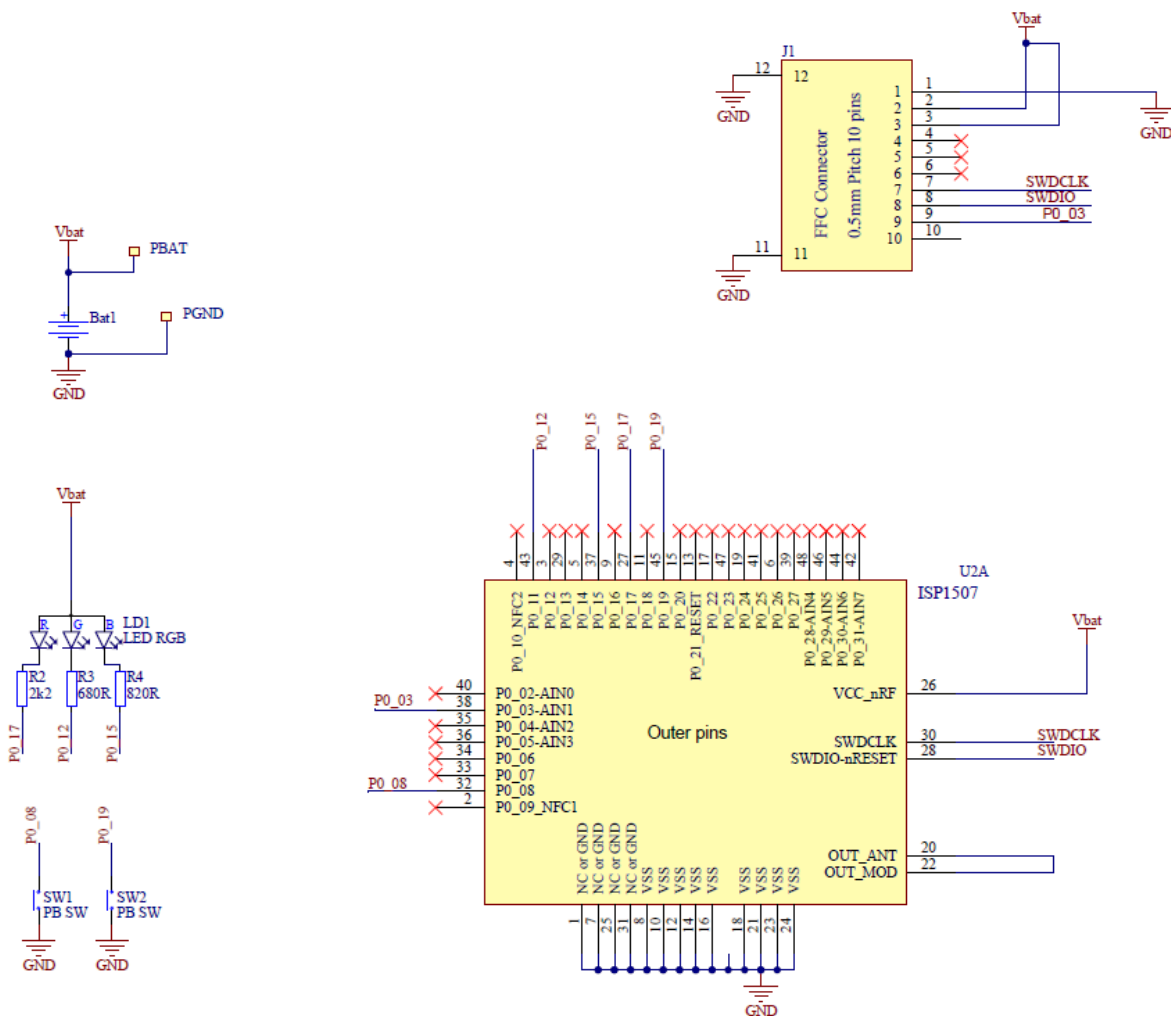 Vbat
J1
12
12
1
1
2
2
3
3
4
4
5
5
6
6
7
7
8
8
9
9
10
10
11
11
FFC Connector
0.5mm Pitch 10 pins
SWDCLK
SWDIO
P0_03
GND
GND
GND
Vbat
PBAT
+
Bat1
PGND
GND
Vbat
R
G
B
LD1
LED RGB
R2
2k2
R3
680R
R4
820R
P0_17
P0_12
P0_15
P0_08
P0_19
SW1
PB SW
SW2
PB SW
GND
GND
P0_12
P0_15
P0_17
P0_19
4
43
3
29
5
37
9
27
11
45
15
13
17
47
19
41
6
39
48
46
44
42
U2A
ISP1507
P0_10_NFC2
P0_11
P0_12
P0_13
P0_14
P0_15
P0_16
P0_17
P0_18
P0_19
P0_20
P0_21_RESET
P0_22
P0_23
P0_24
P0_25
P0_26
P0_27
P0_28-AIN4
P0_29-AIN5
P0_30-AIN6
P0_31-AIN7
40 P0_02-AIN0
P0_03 38 P0_03-AIN1
35 P0_04-AIN2
36 P0_05-AIN3
34 P0_06
33 P0_07
P0_08 32 P0_08
2 P0_09_NFC1
Outer pins
Vbat
VCC_nRF 26
SWDCLK 30 SWDCLK
SWDIO-nRESET 28 SWDIO
OUT_ANT 20
OUT_MOD 22
NC or GND
NC or GND
NC or GND
NC or GND
VSS
VSS
VSS
VSS
VSS
VSS
VSS
VSS
VSS
1
7
25
31
8
10
12
14
16
18
21
23
24
GND